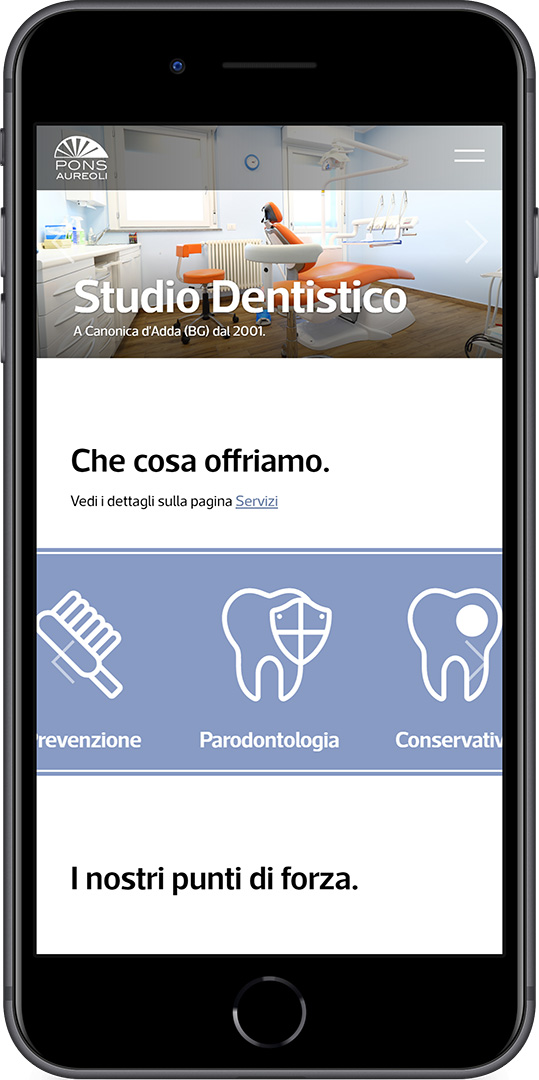 PONS
AUREOLI
Studio Dentistico
A Canonica d'Adda (BG) dal 2001.
Che cosa offriamo.
Vedi i dettagli sulla pagina Servizi
revenzione
Parodontologia
Conservativ
I nostri punti di forza.